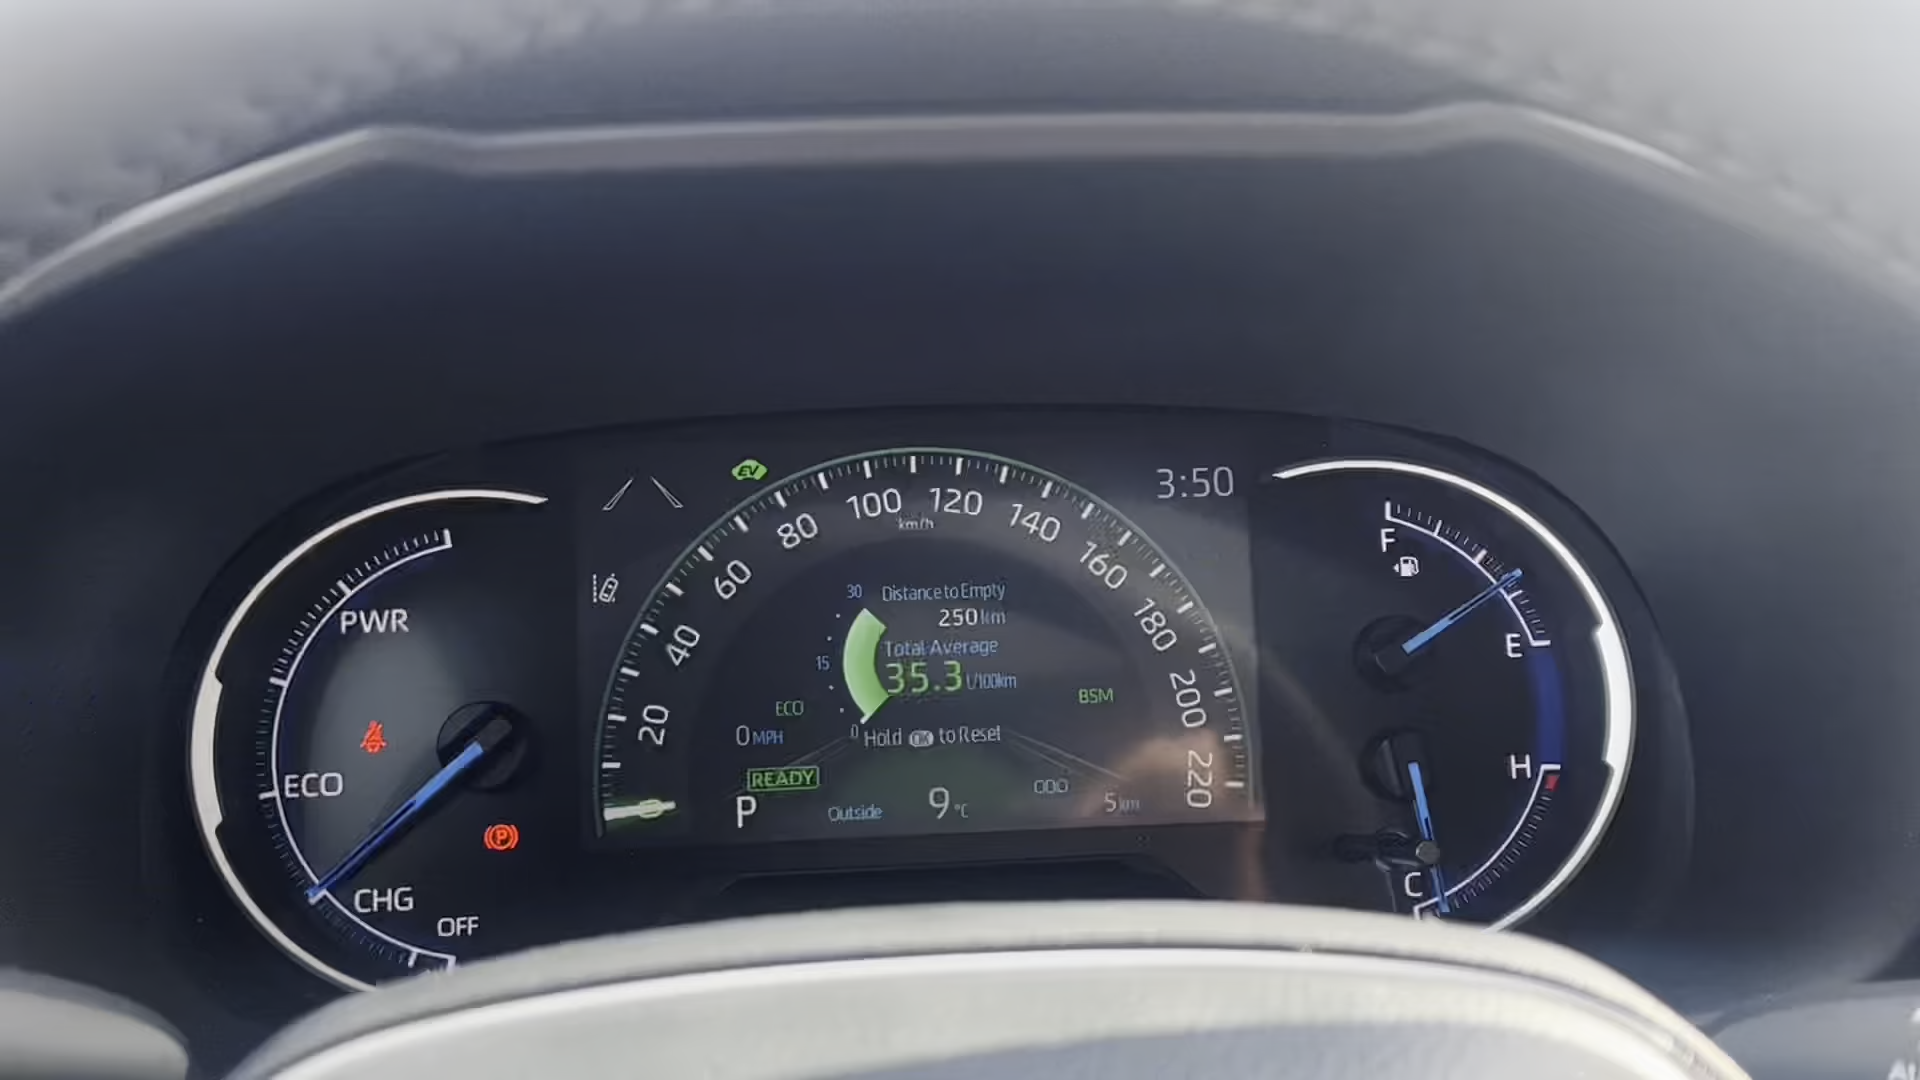 PWR
ECO
CHG
OFF
EV
3:50
20
40
60
80
100
120
140
160
180
200
220
km/h
30
15
0
Distance to Empty
250 km
Total Average
35.3 L/100km
Hold OK to Reset
ECO
BSM
0 MPH
READY
P
Outside
9 °C
ODO
5 km
P
F
E
H
C